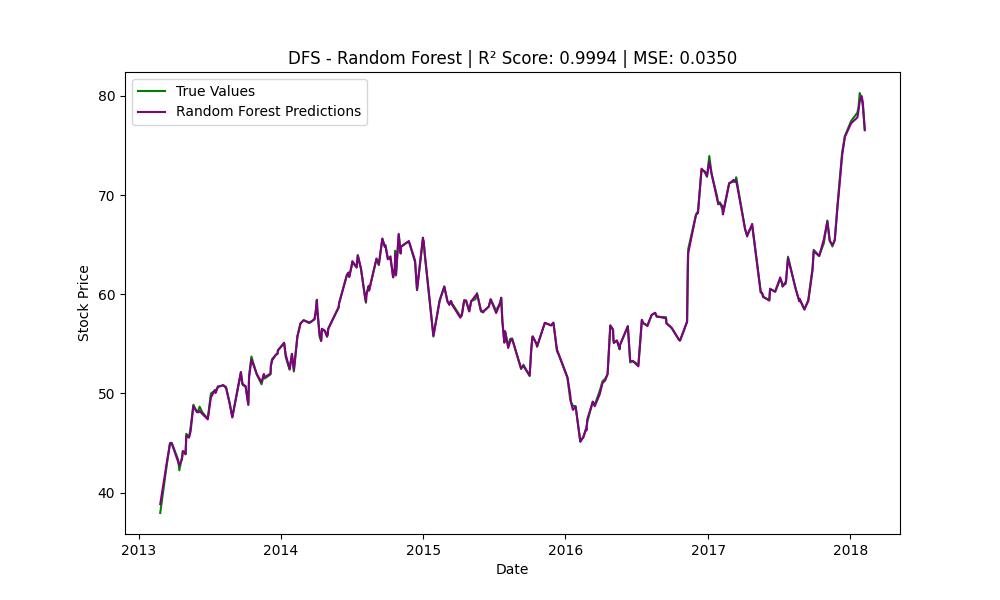 DFS - Random Forest | R² Score: 0.9994 | MSE: 0.0350
True Values
Random Forest Predictions
80
70
60
50
40
Stock Price
2013 2014 2015 2016 2017 2018
Date